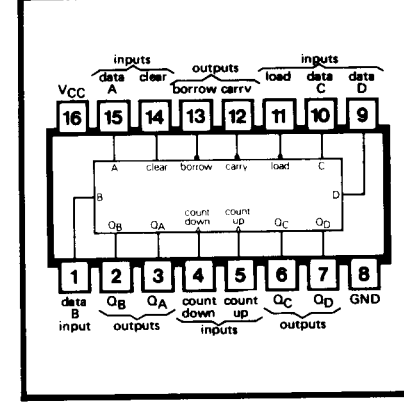 inputs outputs inputs
data clear load data data
VCC A borrow carry C D
16 15 14 13 12 11 10 9
A clear borrow carry load C
B D
count count
QB QA down up QC QD
1 2 3 4 5 6 7 8
data QB QA count count QC QD GND
B down up
input outputs inputs outputs